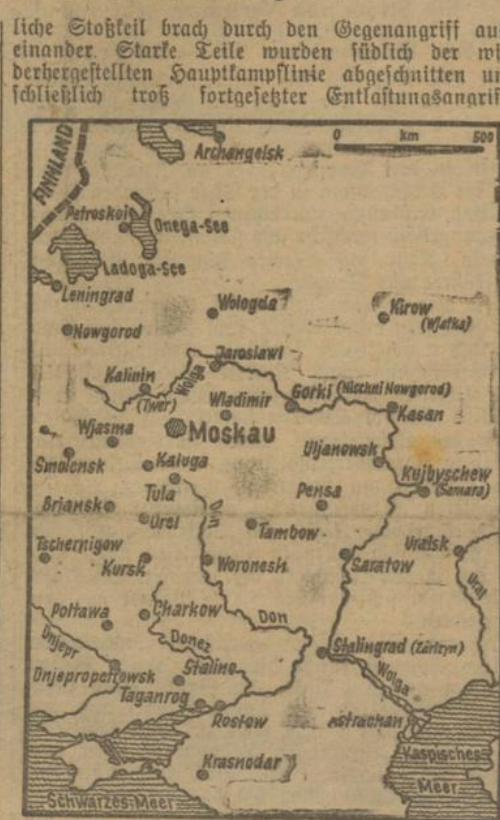 liche Stoßkeil brach durch den Gegenangriff au-
einander. Starke Teile wurden südlich der wi
derhergestellten Hauptkampflinie abgeschnitten un
schließlich trotz fortgesetzter Entlastungsangrif
0 km 500
FINNLAND
Archangelsk
Petroskoi
Onega-See
Ladoga-See
Leningrad
Wologda
Kirow
(Wjatka)
Nowgorod
Jaroslawl
Kalinin
(Twer)
Wolga
Wladimir
Gorki (Nischni Nowgorod)
Kasan
Wjasma
Moskau
Uljanowsk
Smolensk
Kaluga
Kujbyschew
(Samara)
Tula
Pensa
Brjansk
Orel
Don
Tambow
Tschernigow
Uralsk
Kursk
Woronesh
Saratow
Ural
Poltawa
Charkow
Don
Dnjepr
Donez
Stalingrad (Zarizyn)
Dnjepropetrowsk
Stalino
Wolga
Taganrog
Rostow
Astrachan
Kaspisches
Krasnodar
Meer
Schwarzes Meer